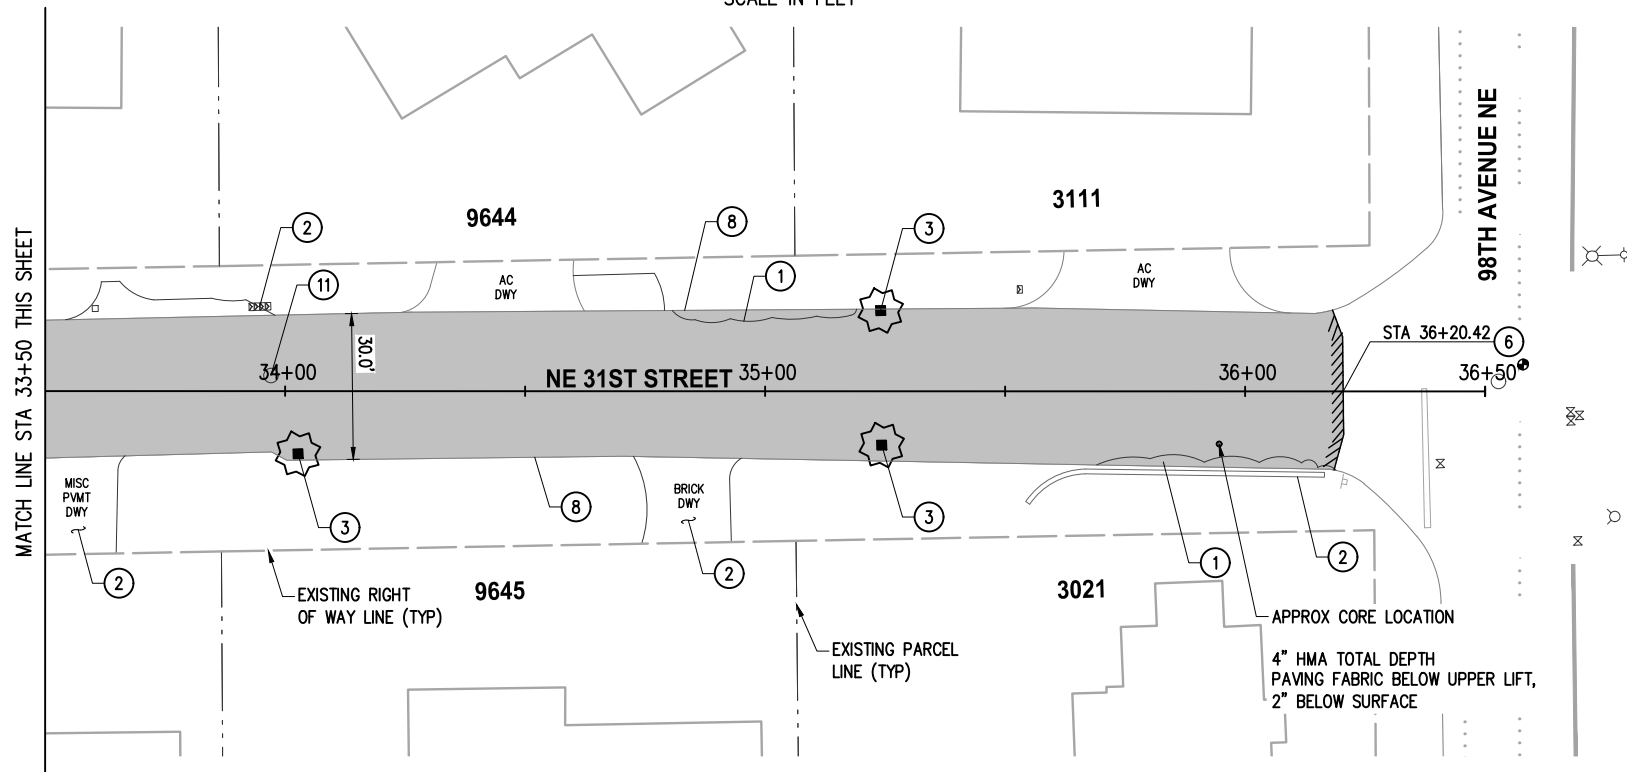 SCALE IN FEET
MATCH LINE STA 33+50 THIS SHEET
98TH AVENUE NE
9644
3111
2
8
3
11
1
AC
DWY
AC
DWY
30.0'
STA 36+20.42
6
34+00
NE 31ST STREET
35+00
36+00
36+50
MISC
PVMT
DWY
BRICK
DWY
3
8
3
2
2
1
2
EXISTING RIGHT
OF WAY LINE (TYP)
9645
3021
EXISTING PARCEL
LINE (TYP)
APPROX CORE LOCATION
4" HMA TOTAL DEPTH
PAVING FABRIC BELOW UPPER LIFT,
2" BELOW SURFACE